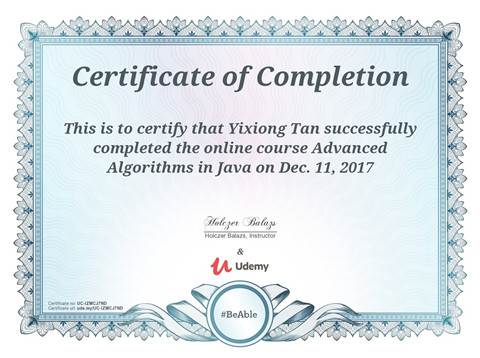 Certificate of Completion
This is to certify that Yixiong Tan successfully
completed the online course Advanced
Algorithms in Java on Dec. 11, 2017
Holczer Balazs
Holczer Balazs, Instructor
&
Udemy
#BeAble
Certificate no: UC-IZMCJTND
Certificate url: ude.my/UC-IZMCJTND